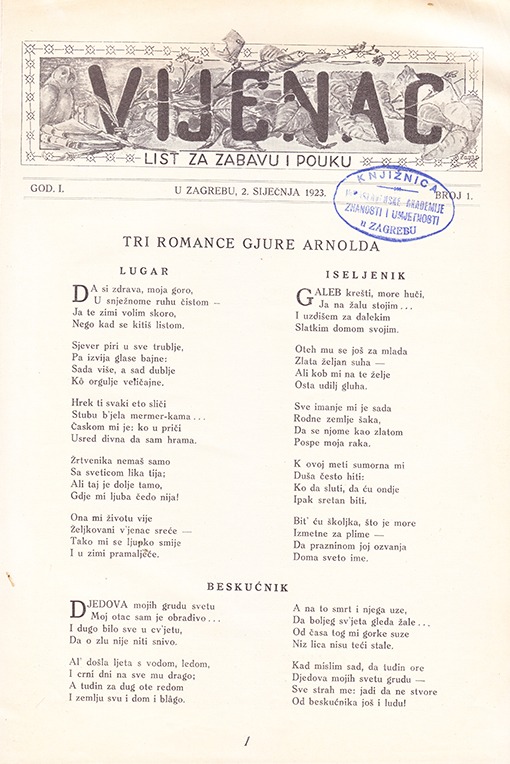 VIJENAC
LIST ZA ZABAVU I POUKU
GOD. I.
U ZAGREBU, 2. SIJEČNJA 1923.
BROJ 1.
KNJIŽNICA
JUGOSLAVENSKE AKADEMIJE
ZNANOSTI I UMJETNOSTI
u ZAGREBU
TRI ROMANCE GJURE ARNOLDA
LUGAR
DA si zdrava, moja goro,
U snježnome ruhu čistom —
Ja te zimi volim skoro,
Nego kad se kitiš listom.
Sjever piri u sve trublje,
Pa izvija glase bajne:
Sada više, a sad dublje
Kô orgulje veličajne.
Hrek ti svaki eto sliči
Stubu b'jela mermer-kama...
Časkom mi je: ko u priči
Usred divna da sam hrama.
Žrtvenika nemaš samo
Sa sveticom lika tija;
Ali taj je dolje tamo,
Gdje mi ljuba čedo nija!
Ona mi životu vije
Željkovani v'jenac sreće —
Tako mi se ljupko smije
I u zimi pramaljeće.
ISELJENIK
GALEB krešti, more huči,
Ja na žalu stojim...
I uzdišem za dalekim
Slatkim domom svojim.
Oteh mu se još za mlada
Zlata željan suha —
Ali kob mi na te želje
Osta udilj gluha.
Sve imanje mi je sada
Rodne zemlje šaka,
Da se njome kao zlatom
Pospe moja raka.
K ovoj meti sumorna mi
Duša često hiti:
Ko da sluti, da ću ondje
Ipak sretan biti.
Bit' ću školjka, što je more
Izmetne za plime —
Da prazninom joj ozvanja
Doma sveto ime.
BESKUĆNIK
DJEDOVA mojih grudu svetu
Moj otac sam je obradivo...
I dugo bilo sve u cv'jetu,
Da o zlu nije niti snivo.
Al' došla ljeta s vodom, ledom,
I crni dni na sve mu drago;
A tuđin za dug ote redom
I zemlju svu i dom i blâgo.
A na to smrt i njega uze,
Da boljeg sv'jeta gleda žale...
Od časa tog mi gorke suze
Niz lica nisu teći stale.
Kad mislim sad, da tuđin ore
Djedova mojih svetu grudu —
Sve strah me: jadi da ne stvore
Od beskućnika još i ludu!
1